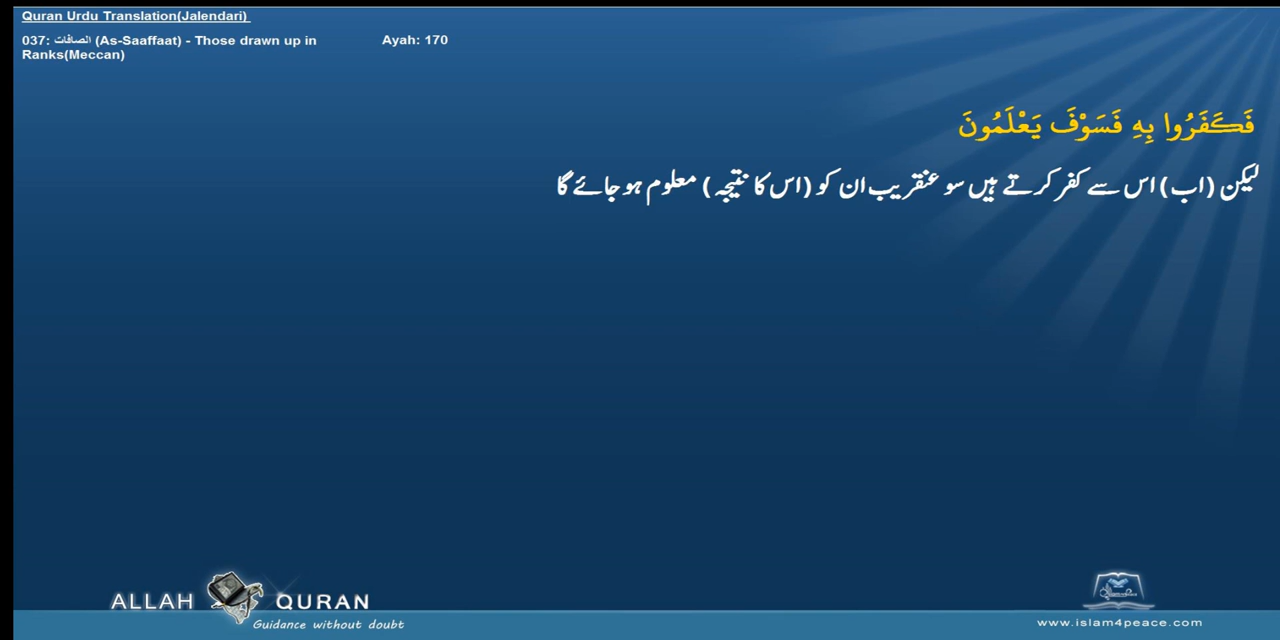 Quran Urdu Translation(Jalendari)
037: الصافات (As-Saaffaat) - Those drawn up in Ayah: 170
Ranks(Meccan)
فَكَفَرُوا بِهِ فَسَوْفَ يَعْلَمُونَ
لیکن (اب) اس سے کفر کرتے ہیں سو عنقریب ان کو (اس کا نتیجہ) معلوم ہو جائے گا
ALLAH QURAN
Guidance without doubt
www.islam4peace.com